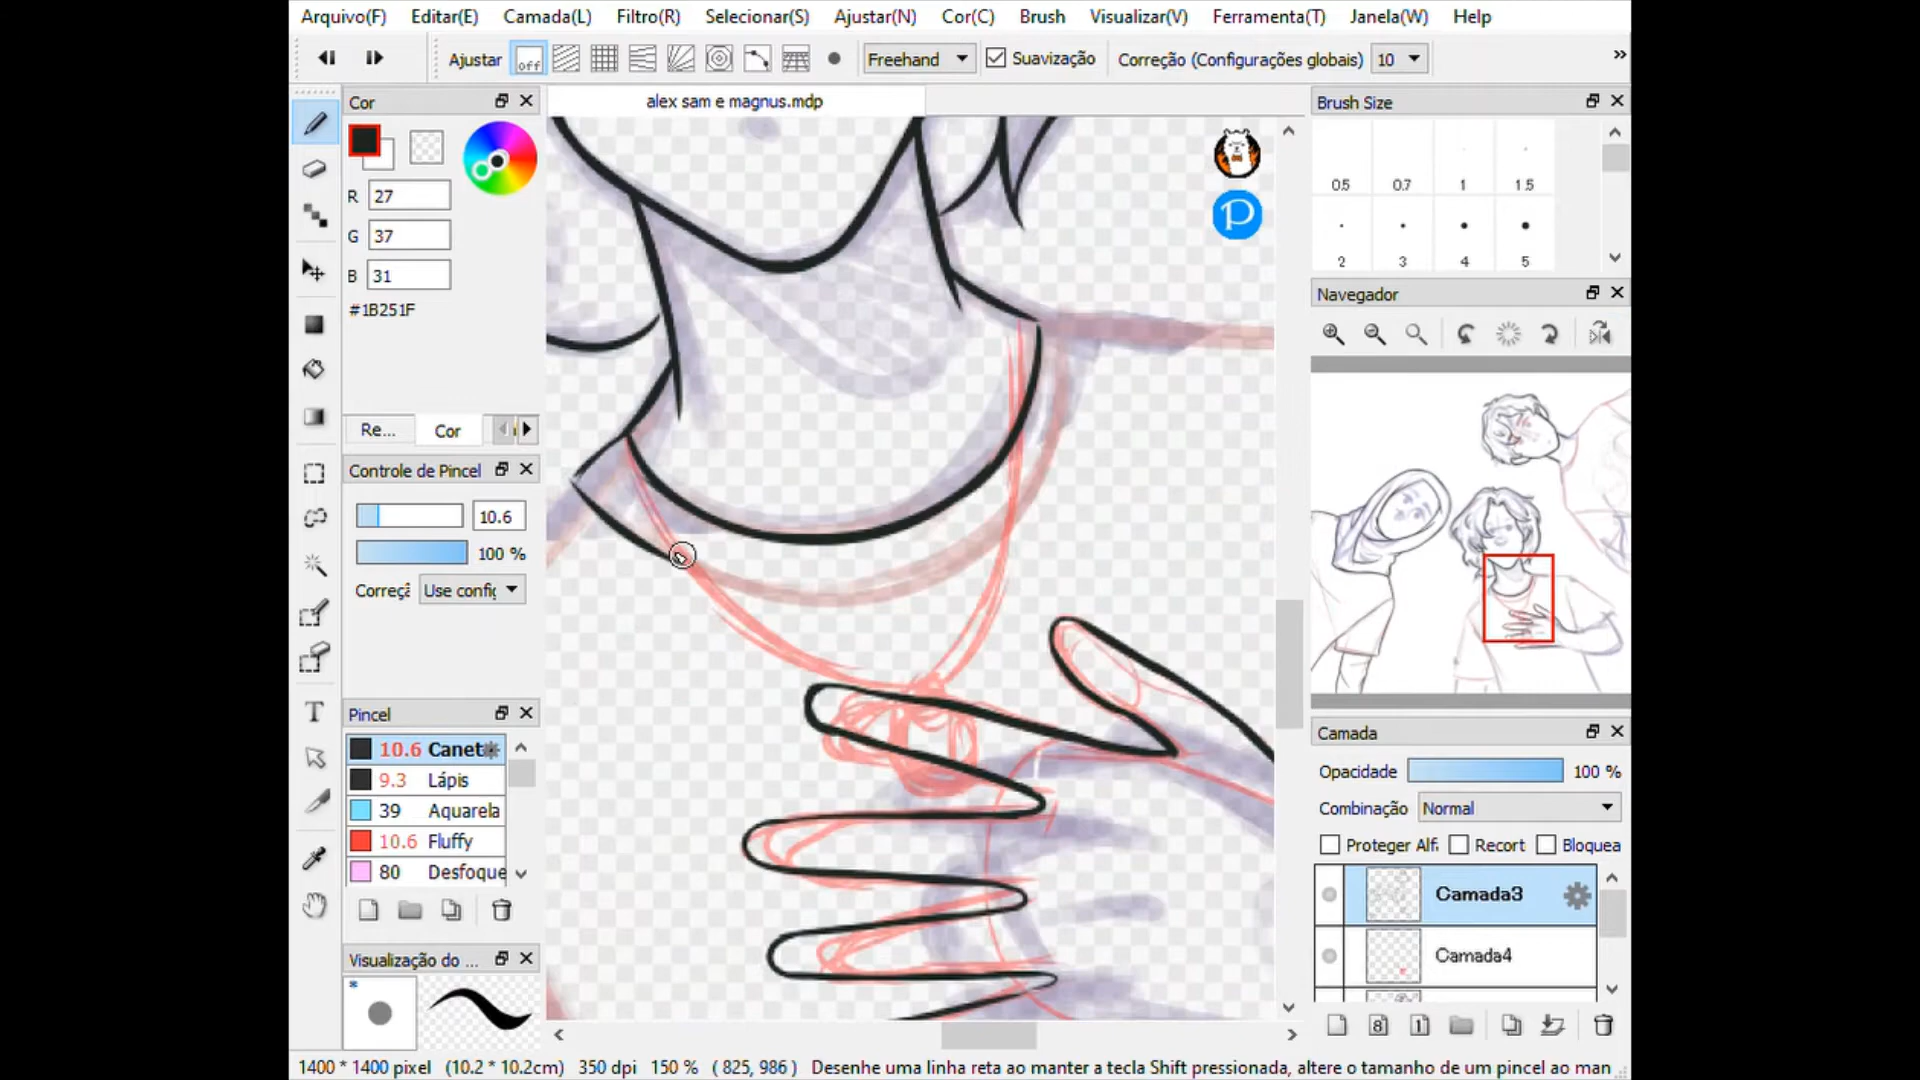 Arquivo(F) Editar(E) Camada(L) Filtro(R) Selecionar(S) Ajustar(N) Cor(C) Brush Visualizar(V) Ferramenta(T) Janela(W) Help
Ajustar off Freehand Suavização Correção (Configurações globais) 10 »
Cor
alex sam e magnus.mdp
R 27
G 37
B 31
#1B251F
Re... Cor
Controle de Pincel
10.6
100 %
Use config
Pincel
10.6 Canet
9.3 Lápis
39 Aquarela
10.6 Fluffy
80 Desfoque
Visualização do ...
*
P
Brush Size
0.5 0.7 1 1.5
2 3 4 5
Navegador
Camada
Opacidade 100 %
Combinação Normal
Proteger Alf. Recort Bloquea
Camada3
Camada4
8 1
1400 * 1400 pixel (10.2 * 10.2cm) 350 dpi 150 % ( 825, 986 ) Desenhe uma linha reta ao manter a tecla Shift pressionada, altere o tamanho de um pincel ao man
T